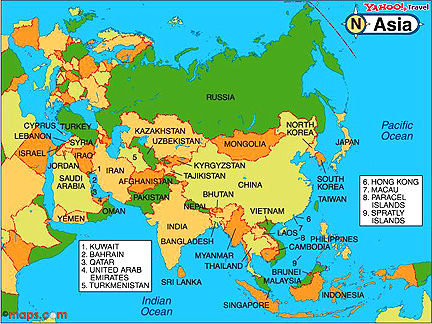 YAHOO! Travel
N Asia
RUSSIA
Pacific
Ocean
CYPRUS
TURKEY
LEBANON
SYRIA
ISRAEL
IRAQ
JORDAN
SAUDI
ARABIA
IRAN
YEMEN
OMAN
KAZAKHSTAN
UZBEKISTAN
5
AFGHANISTAN
PAKISTAN
KYRGYZSTAN
TAJIKISTAN
MONGOLIA
CHINA
NORTH
KOREA
JAPAN
SOUTH
KOREA
TAIWAN
BHUTAN
NEPAL
INDIA
BANGLADESH
SRI LANKA
MYANMAR
THAILAND
VIETNAM
LAOS
CAMBODIA
PHILIPPINES
BRUNEI
MALAYSIA
SINGAPORE
INDONESIA
1
2
3
4
6
7
8
9
1. KUWAIT
2. BAHRAIN
3. QATAR
4. UNITED ARAB
EMIRATES
5. TURKMENISTAN
6. HONG KONG
7. MACAU
8. PARACEL
ISLANDS
9. SPRATLY
ISLANDS
Indian
Ocean
©maps.com